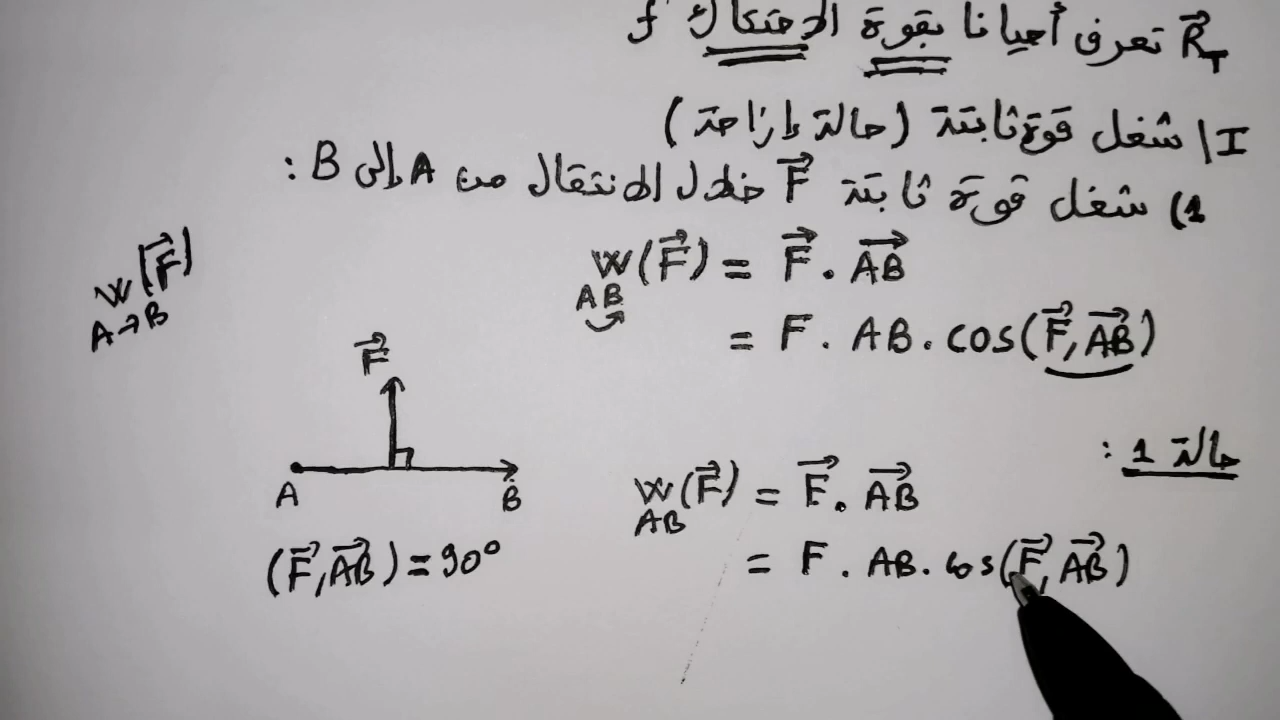 R⃗_T تعرف أحيانا بقوة الاحتكاك f
I / شغل قوة ثابتة (حالة إزاحة)
1) شغل قوة ثابتة F⃗ خلال الانتقال من A إلى B :
W(F⃗) = F⃗ . AB⃗
AB
= F . AB . cos(F⃗, AB⃗)
W(F⃗)
A→B
حالة 1 :
W(F⃗) = F⃗ . AB⃗
AB
= F . AB . cos(F⃗, AB⃗)
F⃗
A B
(F⃗, AB⃗) = 90°